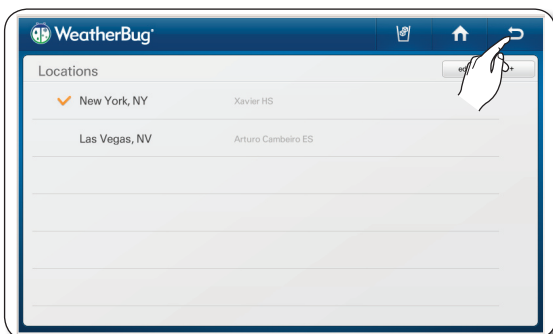 WeatherBug®
Locations
New York, NY Xavier HS
Las Vegas, NV Arturo Cambeiro ES